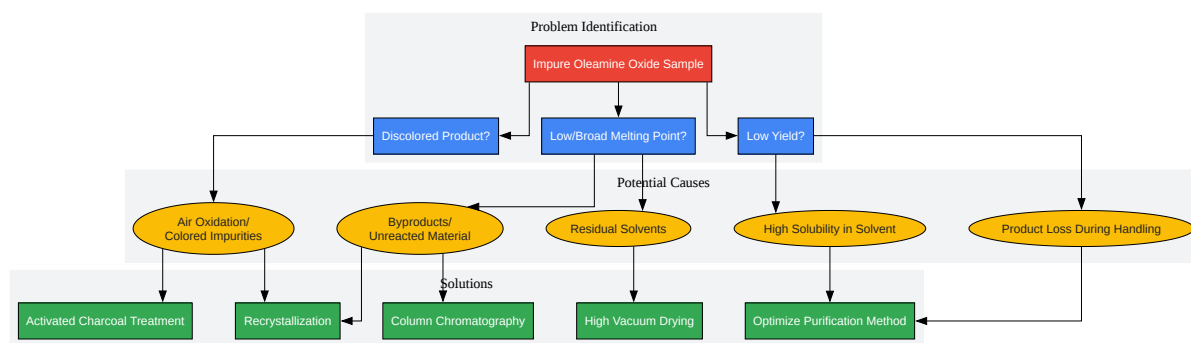 Problem Identification
Impure Oleamine Oxide Sample
Discolored Product?
Low/Broad Melting Point?
Low Yield?
Potential Causes
Air Oxidation/
Colored Impurities
Byproducts/
Unreacted Material
Residual Solvents
High Solubility in Solvent
Product Loss During Handling
Solutions
Activated Charcoal Treatment
Recrystallization
Column Chromatography
High Vacuum Drying
Optimize Purification Method